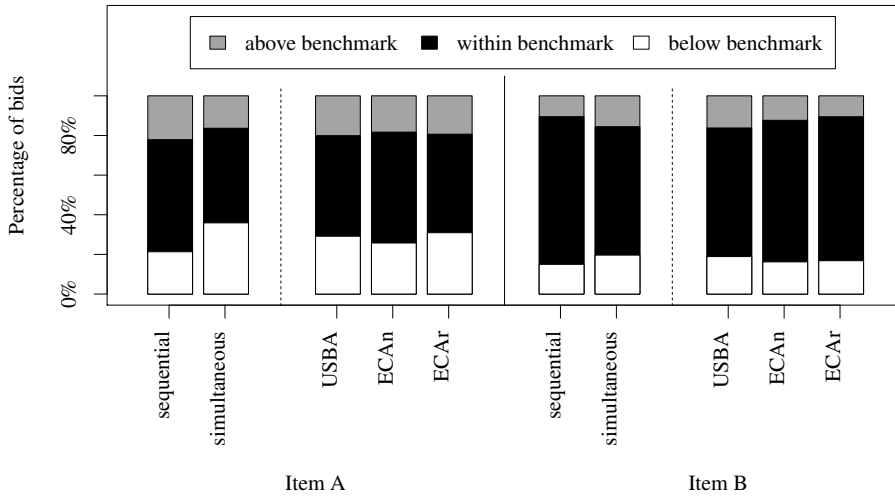 above benchmark within benchmark below benchmark
Percentage of bids
80%
40%
0%
sequential
simultaneous
USBA
ECAn
ECAr
sequential
simultaneous
USBA
ECAn
ECAr
Item A
Item B